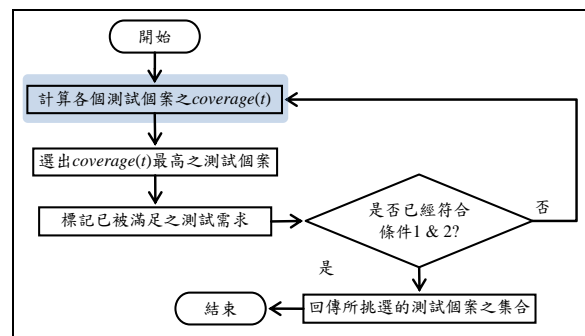 開始
計算各個測試個案之coverage(t)
選出coverage(t)最高之測試個案
標記已被滿足之測試需求
是否已經符合
條件1 & 2?
否
是
回傳所挑選的測試個案之集合
結束